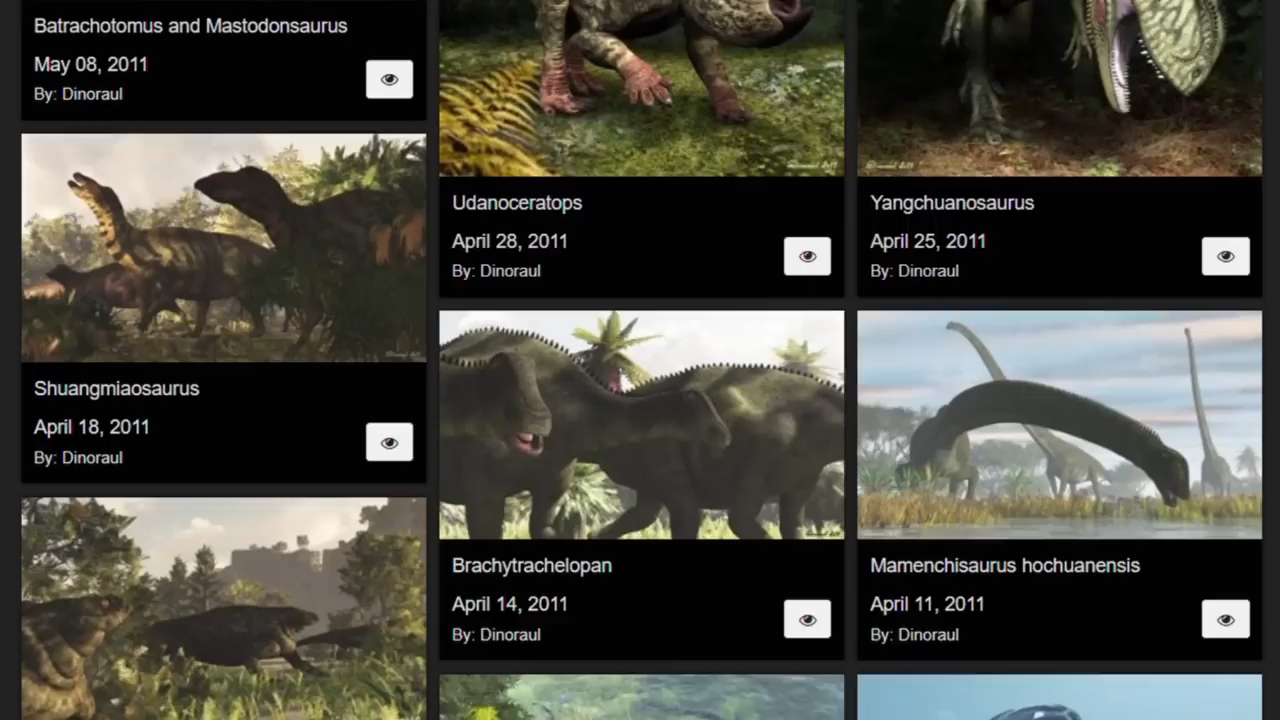 Batrachotomus and Mastodonsaurus
May 08, 2011
By: Dinoraul
Udanoceratops
April 28, 2011
By: Dinoraul
Yangchuanosaurus
April 25, 2011
By: Dinoraul
Shuangmiaosaurus
April 18, 2011
By: Dinoraul
Brachytrachelopan
April 14, 2011
By: Dinoraul
Mamenchisaurus hochuanensis
April 11, 2011
By: Dinoraul